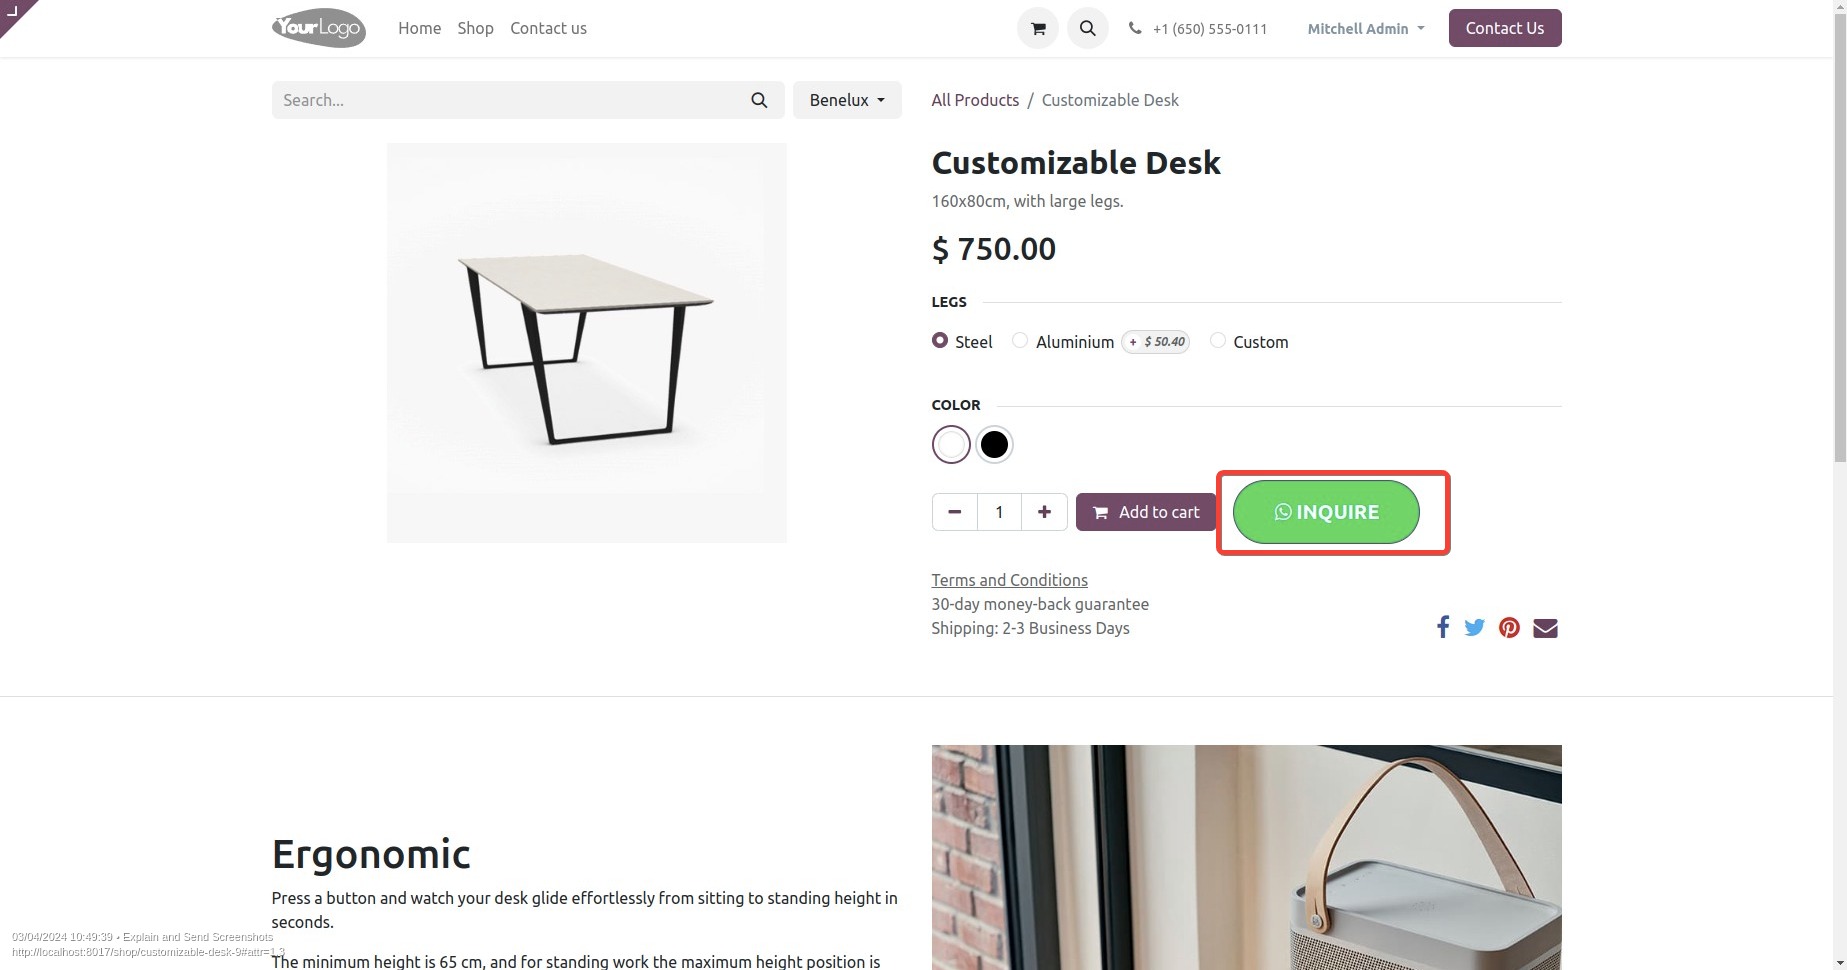 YourLogo
Home Shop Contact us
+1 (650) 555-0111
Mitchell Admin
Contact Us
Search...
Benelux
All Products / Customizable Desk
Customizable Desk
160x80cm, with large legs.
$ 750.00
LEGS
Steel Aluminium + $ 50.40 Custom
COLOR
1
Add to cart
INQUIRE
Terms and Conditions
30-day money-back guarantee
Shipping: 2-3 Business Days
Ergonomic
Press a button and watch your desk glide effortlessly from sitting to standing height in
seconds.
The minimum height is 65 cm, and for standing work the maximum height position is
03/04/2024 10:49:39 • Explain and Send Screenshots
http://localhost:8017/shop/customizable-desk-9#attr=1,3